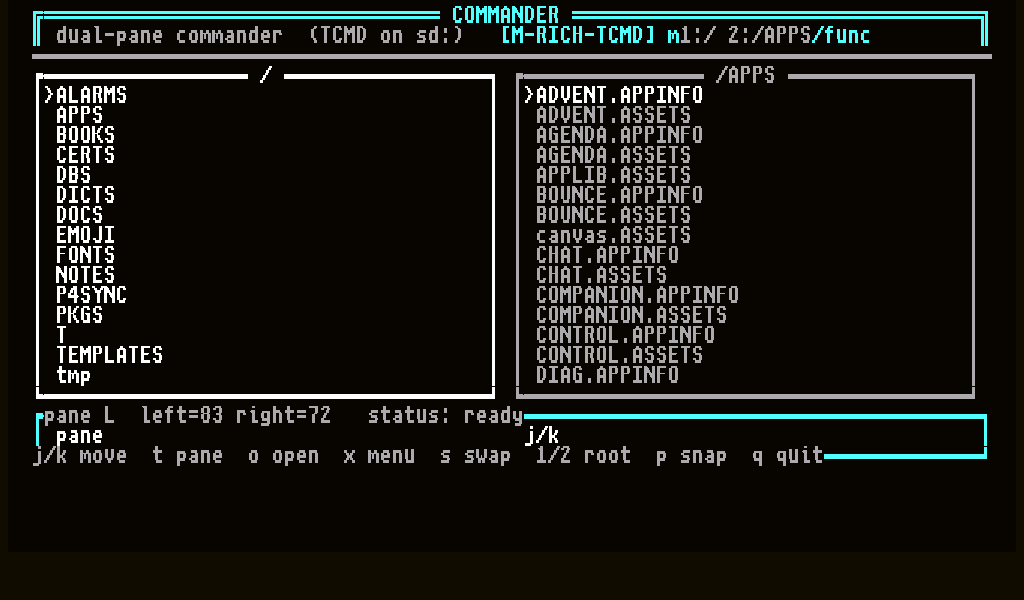 COMMANDER
dual-pane commander (TCMD on sd:) [M-RICH-TCMD] m1:/ 2:/APPS/func
/
>ALARMS
APPS
BOOKS
CERTS
DBS
DICTS
DOCS
EMOJI
FONTS
NOTES
P4SYNC
PKGS
T
TEMPLATES
tmp
/APPS
>ADVENT.APPINFO
ADVENT.ASSETS
AGENDA.APPINFO
AGENDA.ASSETS
APPLIB.ASSETS
BOUNCE.APPINFO
BOUNCE.ASSETS
canvas.ASSETS
CHAT.APPINFO
CHAT.ASSETS
COMPANION.APPINFO
COMPANION.ASSETS
CONTROL.APPINFO
CONTROL.ASSETS
DIAG.APPINFO
pane L left=83 right=72 status: ready
pane j/k
j/k move t pane o open x menu s swap 1/2 root p snap q quit